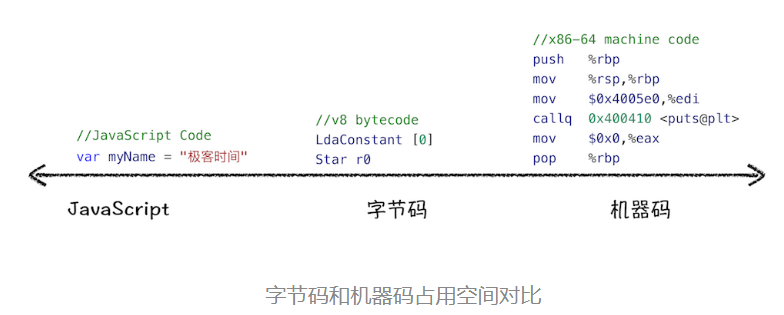 //JavaScript Code
var myName = "极客时间"
//v8 bytecode
LdaConstant [0]
Star r0
//x86-64 machine code
push %rbp
mov %rsp,%rbp
mov $0x4005e0,%edi
callq 0x400410 <puts@plt>
mov $0x0,%eax
pop %rbp
JavaScript
字节码
机器码
字节码和机器码占用空间对比